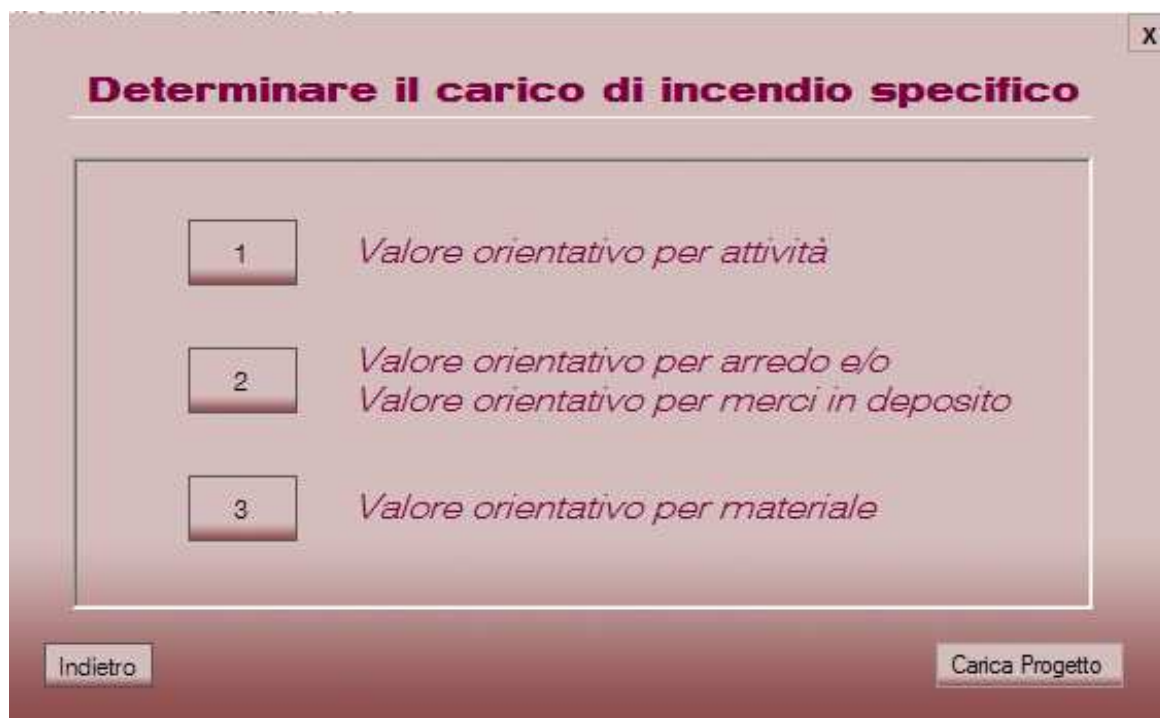 X
Determinare il carico di incendio specifico
1
Valore orientativo per attività
2
Valore orientativo per arredo e/o
Valore orientativo per merci in deposito
3
Valore orientativo per materiale
Indietro
Carica Progetto